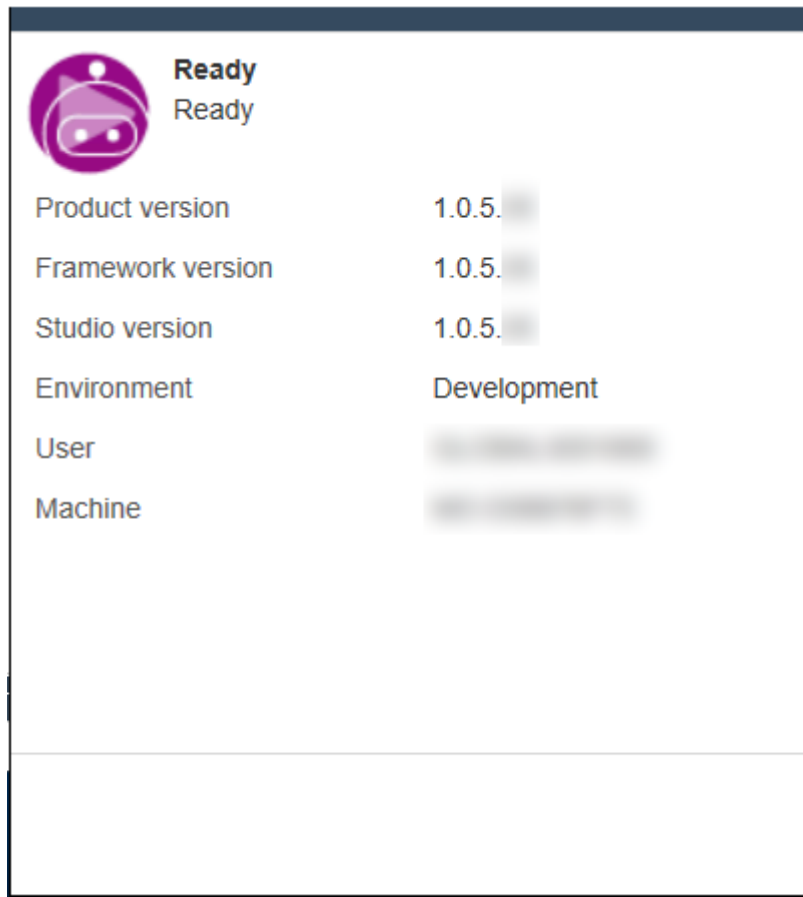 Ready
Ready
Product version 1.0.5.
Framework version 1.0.5.
Studio version 1.0.5.
Environment Development
User
Machine